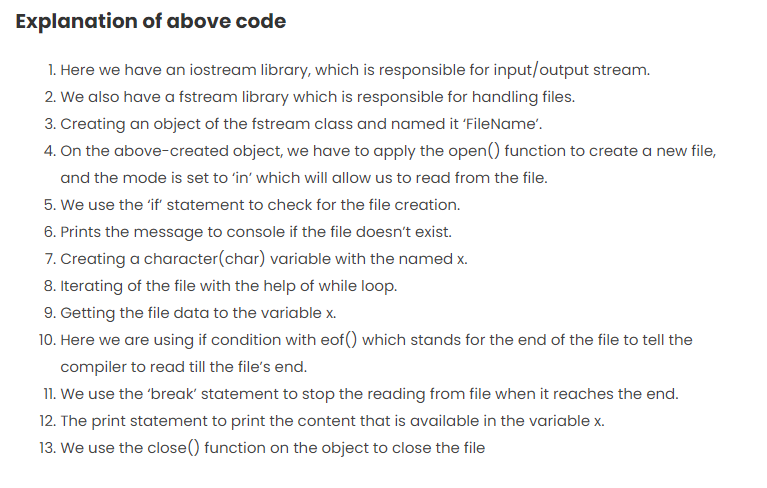 Explanation of above code
1. Here we have an iostream library, which is responsible for input/output stream.
2. We also have a fstream library which is responsible for handling files.
3. Creating an object of the fstream class and named it ‘FileName’.
4. On the above-created object, we have to apply the open() function to create a new file,
and the mode is set to ‘in’ which will allow us to read from the file.
5. We use the ‘if’ statement to check for the file creation.
6. Prints the message to console if the file doesn’t exist.
7. Creating a character(char) variable with the named x.
8. Iterating of the file with the help of while loop.
9. Getting the file data to the variable x.
10. Here we are using if condition with eof() which stands for the end of the file to tell the
compiler to read till the file’s end.
11. We use the ‘break’ statement to stop the reading from file when it reaches the end.
12. The print statement to print the content that is available in the variable x.
13. We use the close() function on the object to close the file